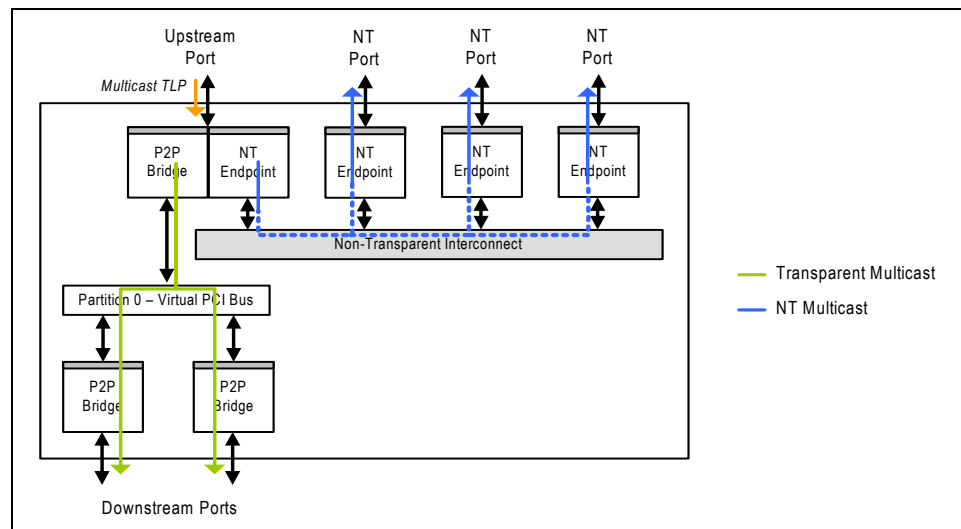 Upstream
Port
NT
Port
NT
Port
NT
Port
Multicast TLP
P2P
Bridge
NT
Endpoint
NT
Endpoint
NT
Endpoint
NT
Endpoint
Non-Transparent Interconnect
Transparent Multicast
NT Multicast
Partition 0 – Virtual PCI Bus
P2P
Bridge
P2P
Bridge
Downstream Ports